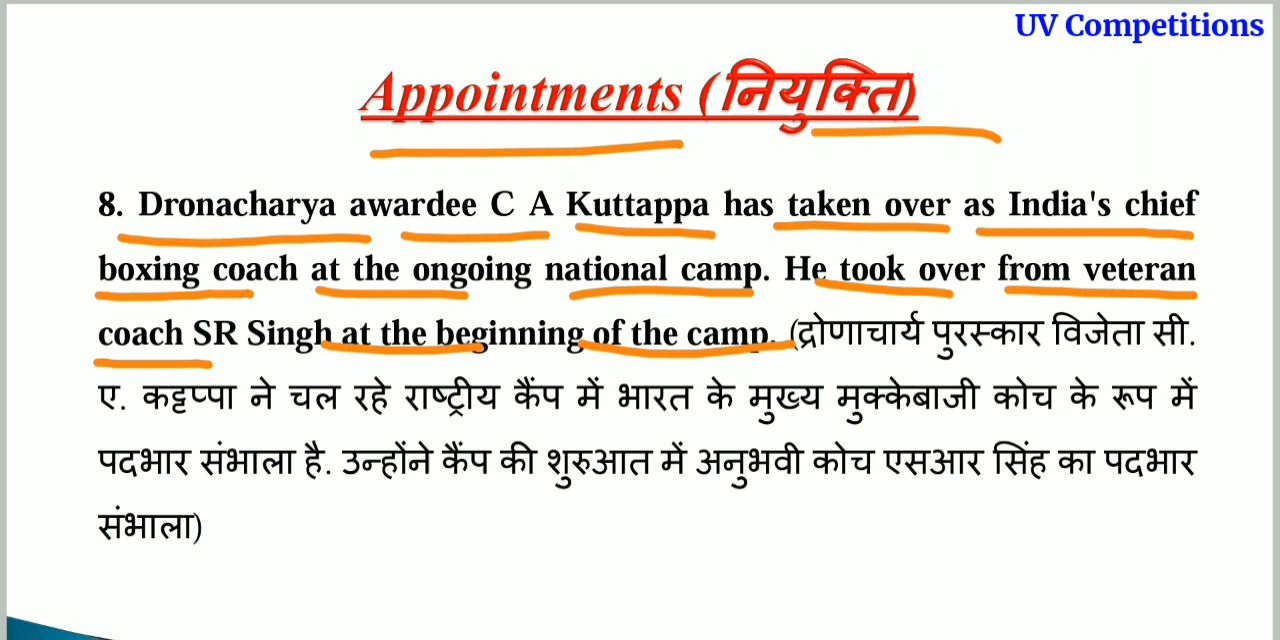 UV Competitions
Appointments (नियुक्ति)
8. Dronacharya awardee C A Kuttappa has taken over as India's chief
boxing coach at the ongoing national camp. He took over from veteran
coach SR Singh at the beginning of the camp. (द्रोणाचार्य पुरस्कार विजेता सी.
ए. कट्टप्पा ने चल रहे राष्ट्रीय कैंप में भारत के मुख्य मुक्केबाजी कोच के रूप में
पदभार संभाला है. उन्होंने कैंप की शुरुआत में अनुभवी कोच एसआर सिंह का पदभार
संभाला)